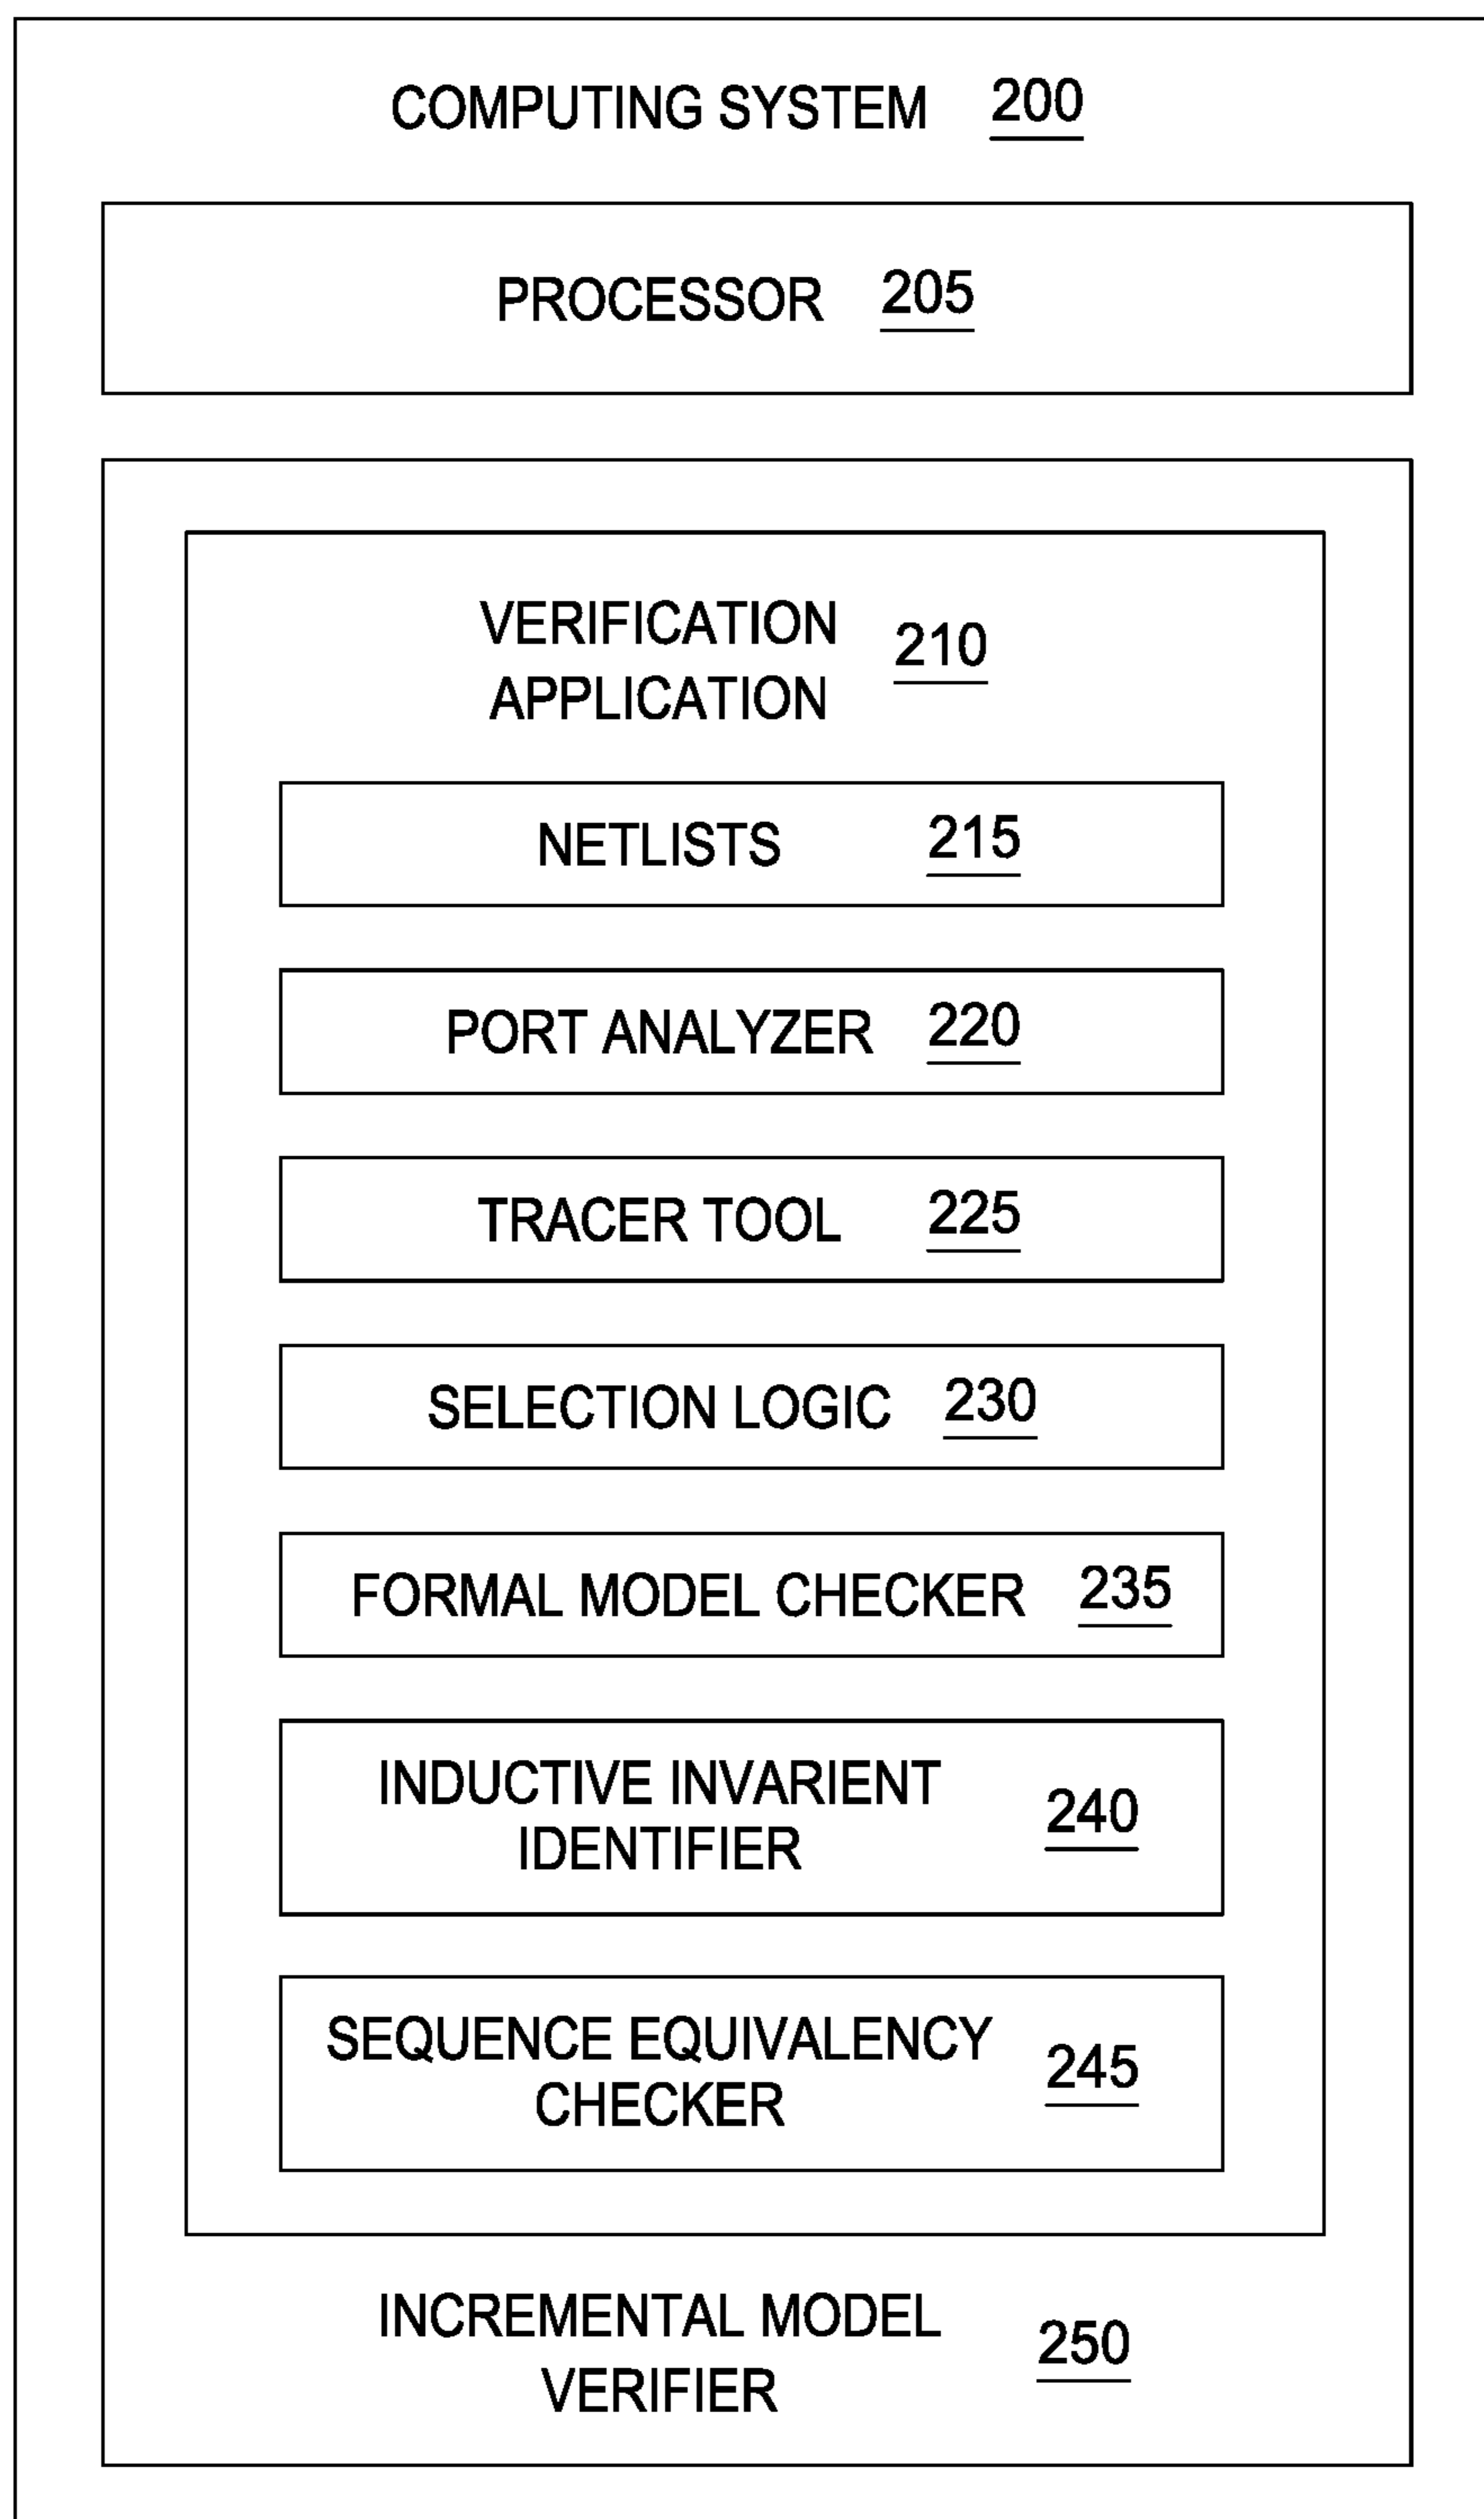 COMPUTING SYSTEM 200
PROCESSOR 205
VERIFICATION
APPLICATION 210
NETLISTS 215
PORT ANALYZER 220
TRACER TOOL 225
SELECTION LOGIC 230
FORMAL MODEL CHECKER 235
INDUCTIVE INVARIENT
IDENTIFIER 240
SEQUENCE EQUIVALENCY
CHECKER 245
INCREMENTAL MODEL
VERIFIER 250